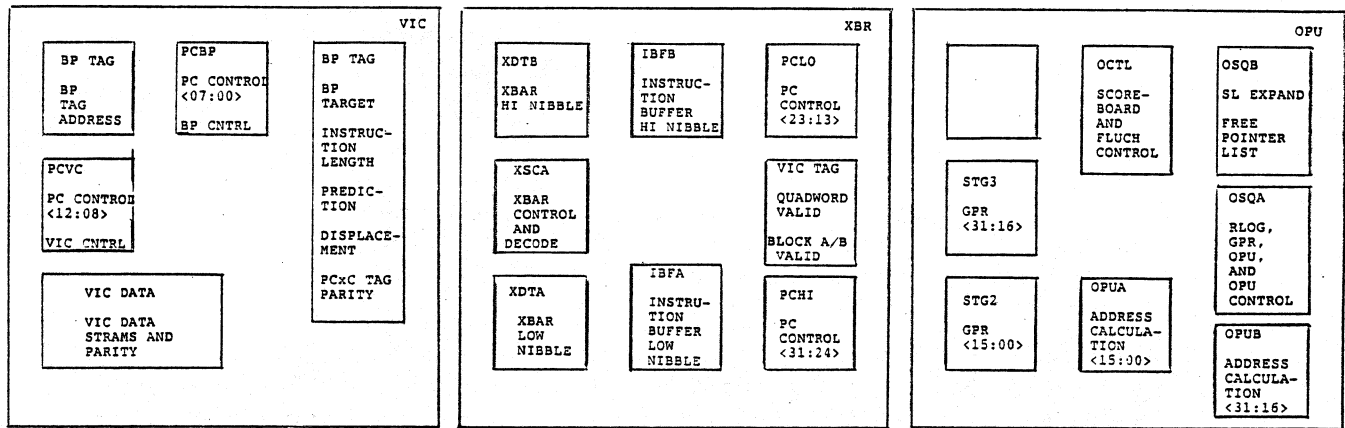 VIC
BP TAG
BP
TAG
ADDRESS
PCBP
PC CONTROL
<07:00>
BP CNTRL
BP TAG
BP
TARGET
INSTRUC-
TION
LENGTH
PREDIC-
TION
DISPLACE-
MENT
PCxC TAG
PARITY
PCVC
PC CONTROL
<12:08>
VIC CNTRL
VIC DATA
VIC DATA
STRAMS AND
PARITY
XBR
XDTB
XBAR
HI NIBBLE
IBFB
INSTRUC-
TION
BUFFER
HI NIBBLE
PCLO
PC
CONTROL
<23:13>
XSCA
XBAR
CONTROL
AND
DECODE
VIC TAG
QUADWORD
VALID
BLOCK A/B
VALID
XDTA
XBAR
LOW
NIBBLE
IBFA
INSTRU-
TION
BUFFER
LOW
NIBBLE
PCHI
PC
CONTROL
<31:24>
OPU
OCTL
SCORE-
BOARD
AND
FLUCH
CONTROL
OSQB
SL EXPAND
FREE
POINTER
LIST
STG3
GPR
<31:16>
OSQA
RLOG,
GPR,
OPU,
AND
OPU
CONTROL
STG2
GPR
<15:00>
OPUA
ADDRESS
CALCULA-
TION
<15:00>
OPUB
ADDRESS
CALCULA-
TION
<31:16>